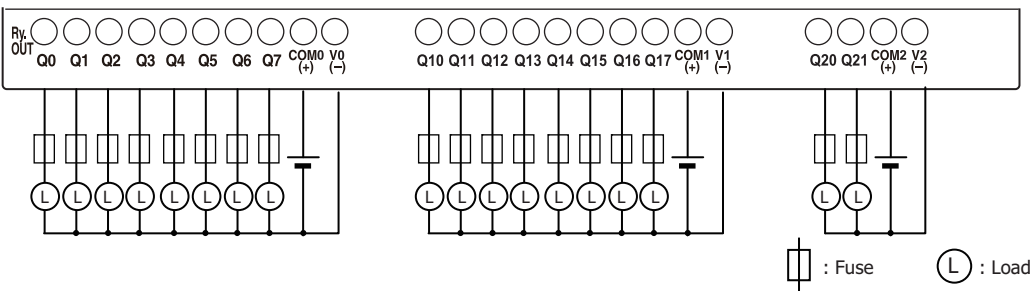 Ry.
OUT
Q0 Q1 Q2 Q3 Q4 Q5 Q6 Q7 COM0 V0
(+) (−)
Q10 Q11 Q12 Q13 Q14 Q15 Q16 Q17 COM1 V1
(+) (−)
Q20 Q21 COM2 V2
(+) (−)
L L L L L L L L
L L L L L L L L
L L
: Fuse
L : Load